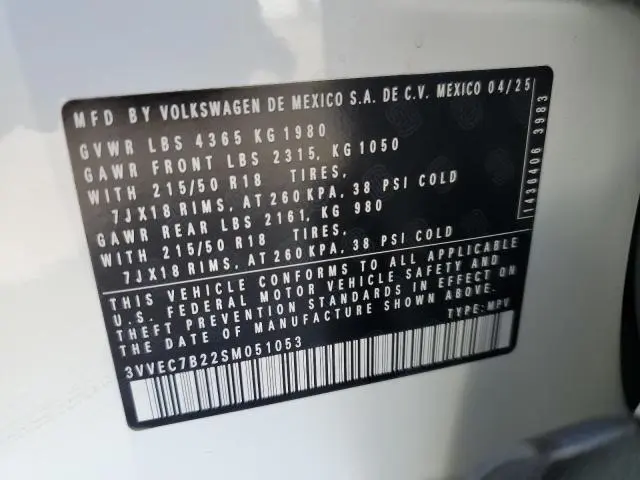 MFD BY VOLKSWAGEN DE MEXICO S.A. DE C.V. MEXICO 04/25
GVWR LBS 4365 KG 1980
GAWR FRONT LBS 2315, KG 1050
WITH 215/50 R18 TIRES,
7JX18 RIMS, AT 260 KPA, 38 PSI COLD
GAWR REAR LBS 2161, KG 980
WITH 215/50 R18 TIRES,
7JX18 RIMS, AT 260 KPA, 38 PSI COLD
THIS VEHICLE CONFORMS TO ALL APPLICABLE
U.S. FEDERAL MOTOR VEHICLE SAFETY AND
THEFT PREVENTION STANDARDS IN EFFECT ON
THE DATE OF MANUFACTURE SHOWN ABOVE.
3VVEC7B22SM051053
TYPE: MPV
1430406 3983